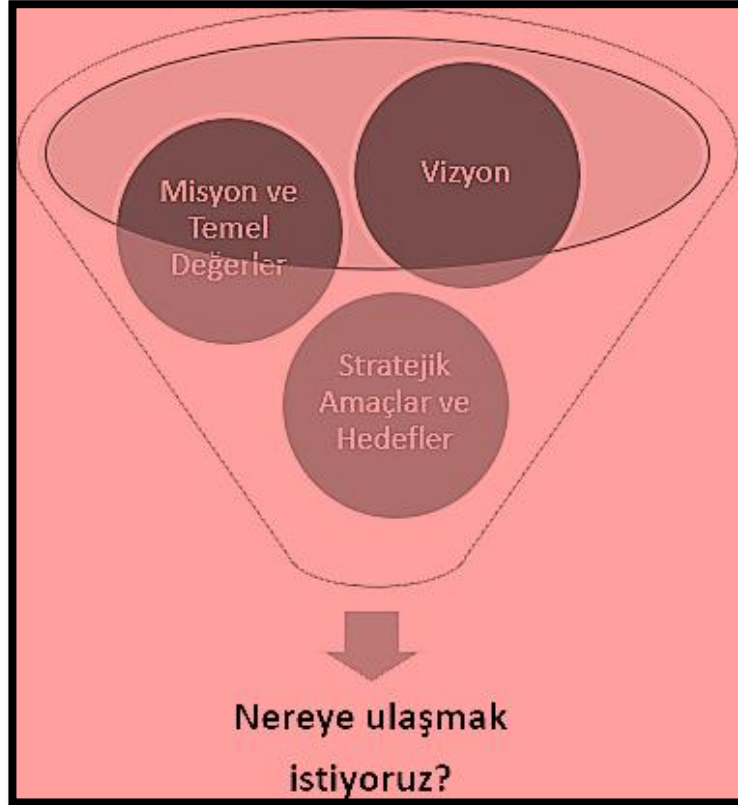 Misyon ve
Temel
Değerler
Vizyon
Stratejik
Amaçlar ve
Hedefler
Nereye ulaşmak
istiyoruz?